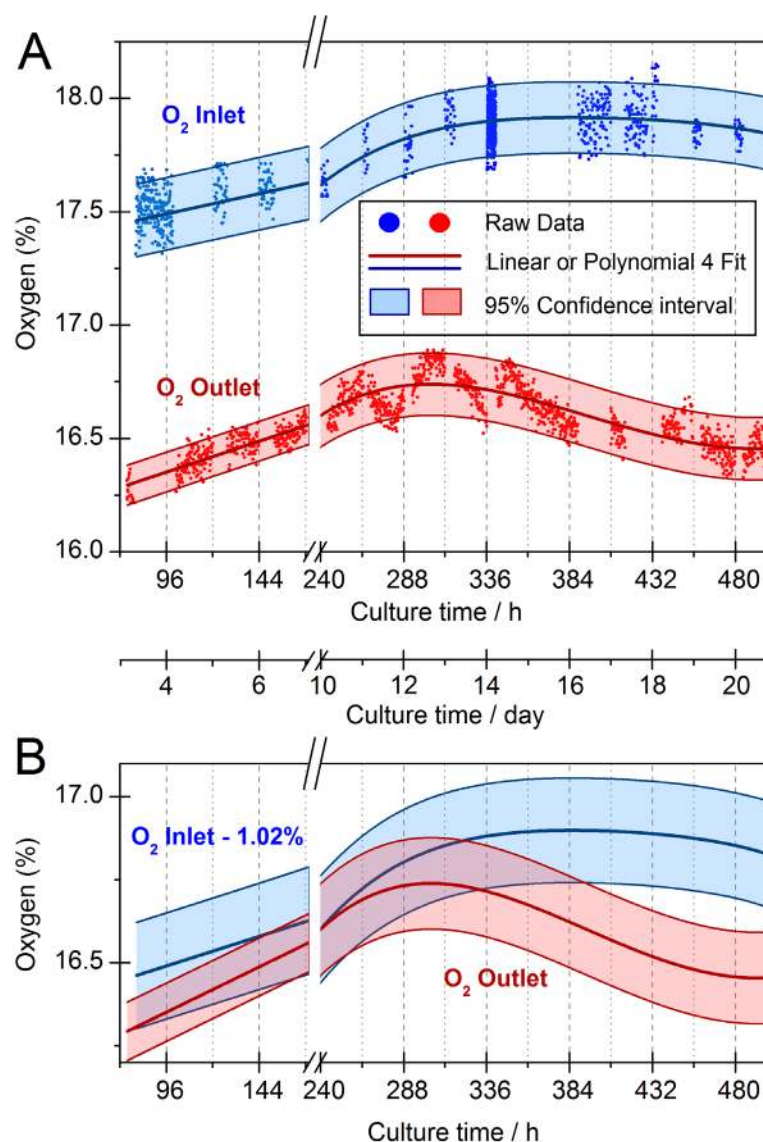 A
18.0
17.5
17.0
16.5
16.0
Oxygen (%)
O2 Inlet
Raw Data
Linear or Polynomial 4 Fit
95% Confidence interval
O2 Outlet
96 144 240 288 336 384 432 480
Culture time / h
4 6 10 12 14 16 18 20
Culture time / day
B
17.0
16.5
Oxygen (%)
O2 Inlet - 1.02%
O2 Outlet
96 144 240 288 336 384 432 480
Culture time / h